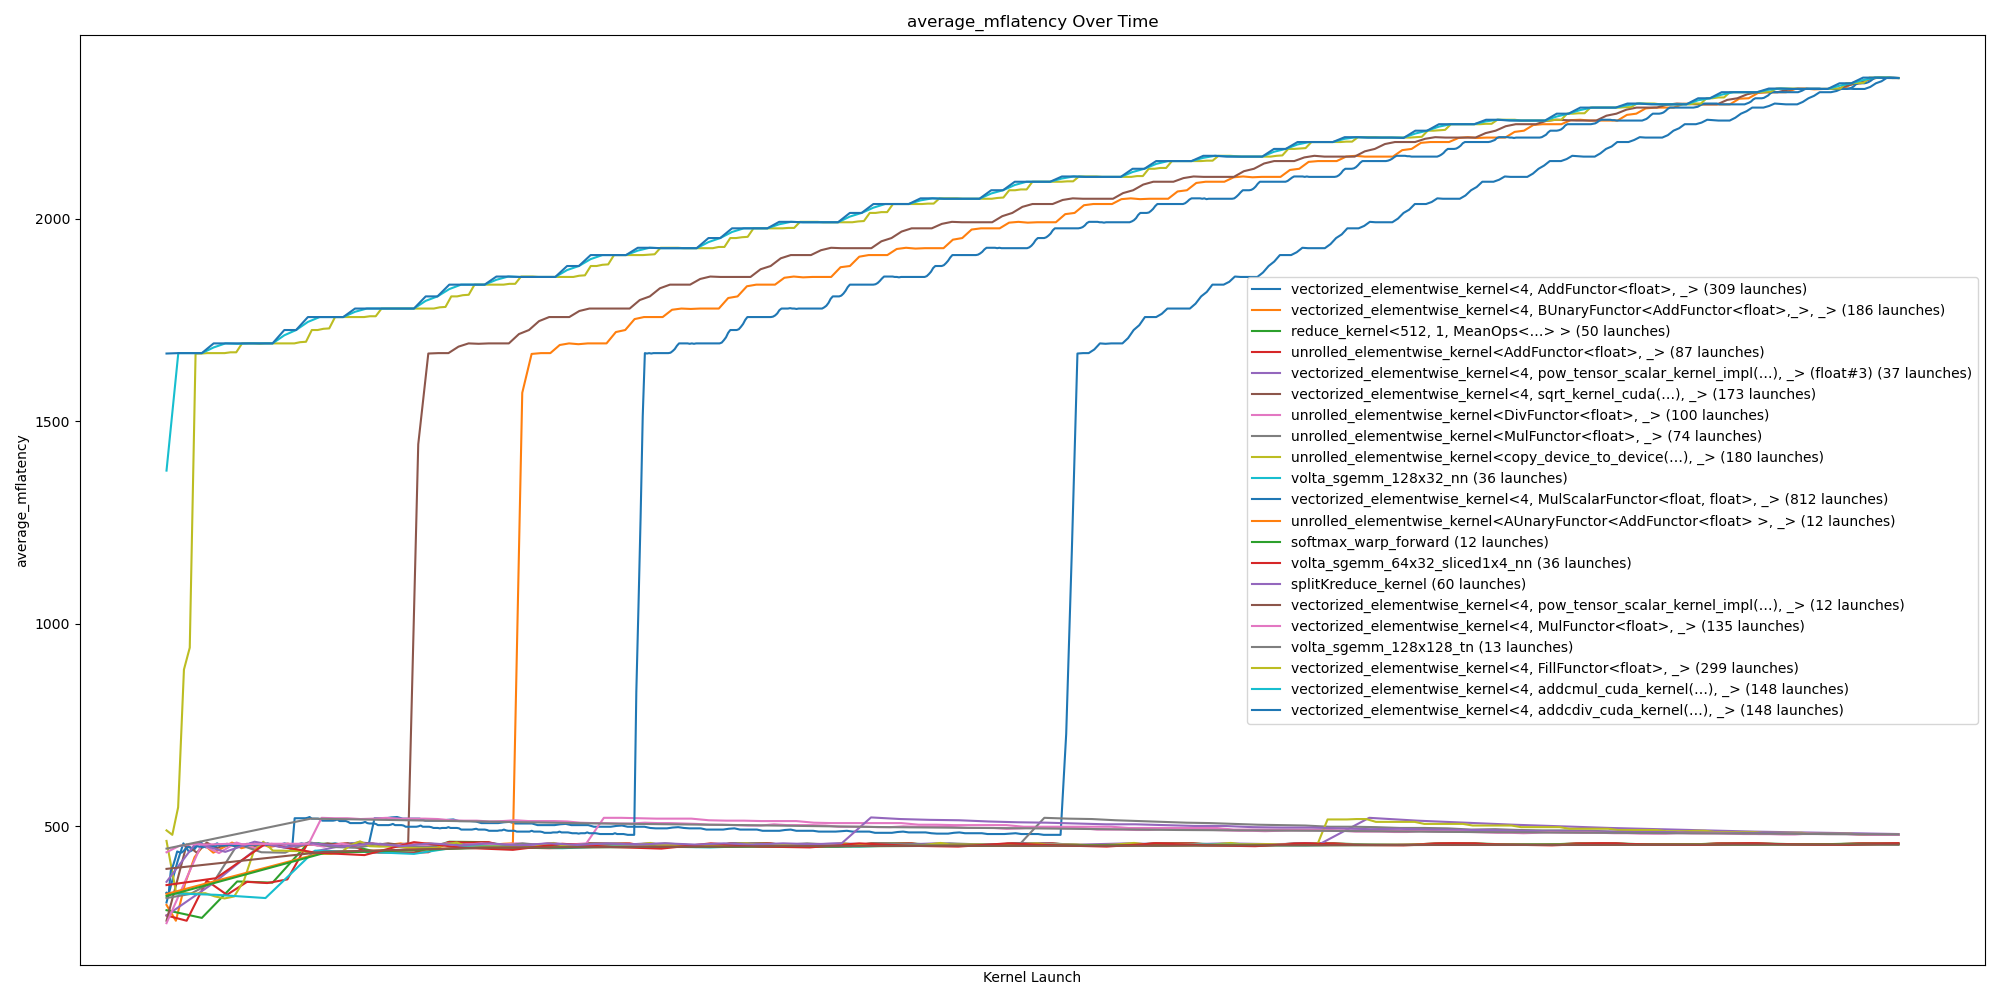 average_mflatency Over Time
2000
1500
1000
500
average_mflatency
Kernel Launch
vectorized_elementwise_kernel<4, AddFunctor<float>, _> (309 launches)
vectorized_elementwise_kernel<4, BUnaryFunctor<AddFunctor<float>,_>, _> (186 launches)
reduce_kernel<512, 1, MeanOps<...> > (50 launches)
unrolled_elementwise_kernel<AddFunctor<float>, _> (87 launches)
vectorized_elementwise_kernel<4, pow_tensor_scalar_kernel_impl(...), _> (float#3) (37 launches)
vectorized_elementwise_kernel<4, sqrt_kernel_cuda(...), _> (173 launches)
unrolled_elementwise_kernel<DivFunctor<float>, _> (100 launches)
unrolled_elementwise_kernel<MulFunctor<float>, _> (74 launches)
unrolled_elementwise_kernel<copy_device_to_device(...), _> (180 launches)
volta_sgemm_128x32_nn (36 launches)
vectorized_elementwise_kernel<4, MulScalarFunctor<float, float>, _> (812 launches)
unrolled_elementwise_kernel<AUnaryFunctor<AddFunctor<float> >, _> (12 launches)
softmax_warp_forward (12 launches)
volta_sgemm_64x32_sliced1x4_nn (36 launches)
splitKreduce_kernel (60 launches)
vectorized_elementwise_kernel<4, pow_tensor_scalar_kernel_impl(...), _> (12 launches)
vectorized_elementwise_kernel<4, MulFunctor<float>, _> (135 launches)
volta_sgemm_128x128_tn (13 launches)
vectorized_elementwise_kernel<4, FillFunctor<float>, _> (299 launches)
vectorized_elementwise_kernel<4, addcmul_cuda_kernel(...), _> (148 launches)
vectorized_elementwise_kernel<4, addcdiv_cuda_kernel(...), _> (148 launches)